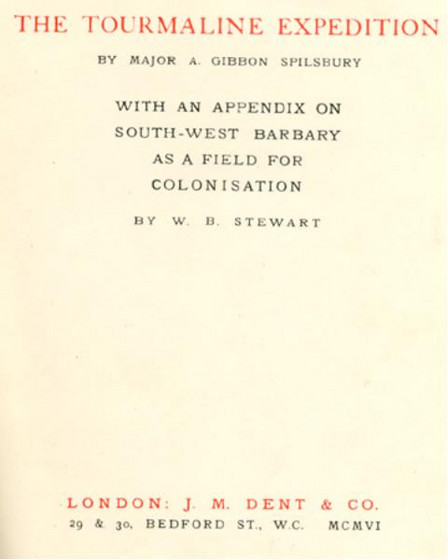 THE TOURMALINE EXPEDITION
BY MAJOR A. GIBBON SPILSBURY
WITH AN APPENDIX ON
SOUTH-WEST BARBARY
AS A FIELD FOR
COLONISATION
BY W. B. STEWART
LONDON: J. M. DENT & CO.
29 & 30, BEDFORD ST., W.C. MCMVI